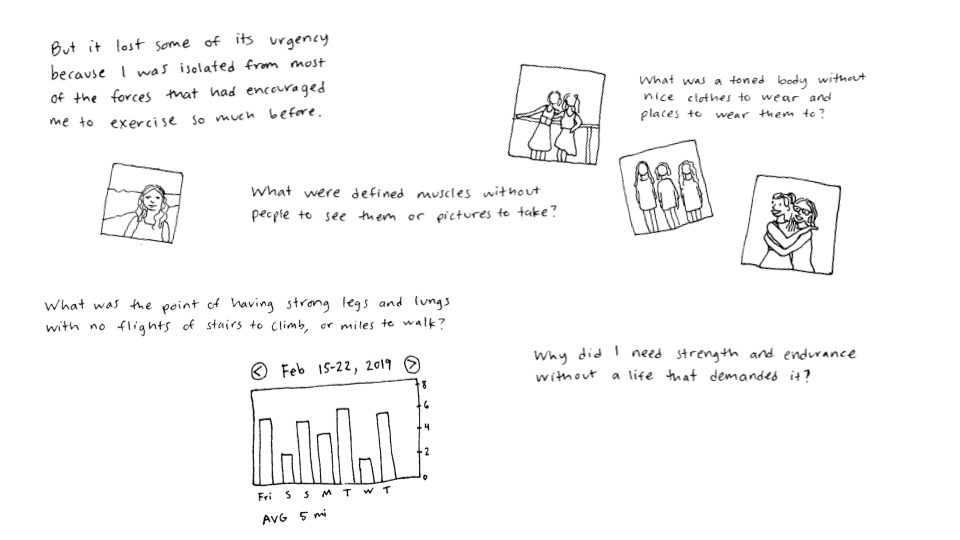 But it lost some of its urgency
because I was isolated from most
of the forces that had encouraged
me to exercise so much before.
What was a toned body without
nice clothes to wear and
places to wear them to?
What were defined muscles without
people to see them or pictures to take?
What was the point of having strong legs and lungs
with no flights of stairs to climb, or miles to walk?
< Feb 15-22, 2019 >
8
6
4
2
0
Fri S S M T W T
AVG 5 mi
Why did I need strength and endurance
without a life that demanded it?